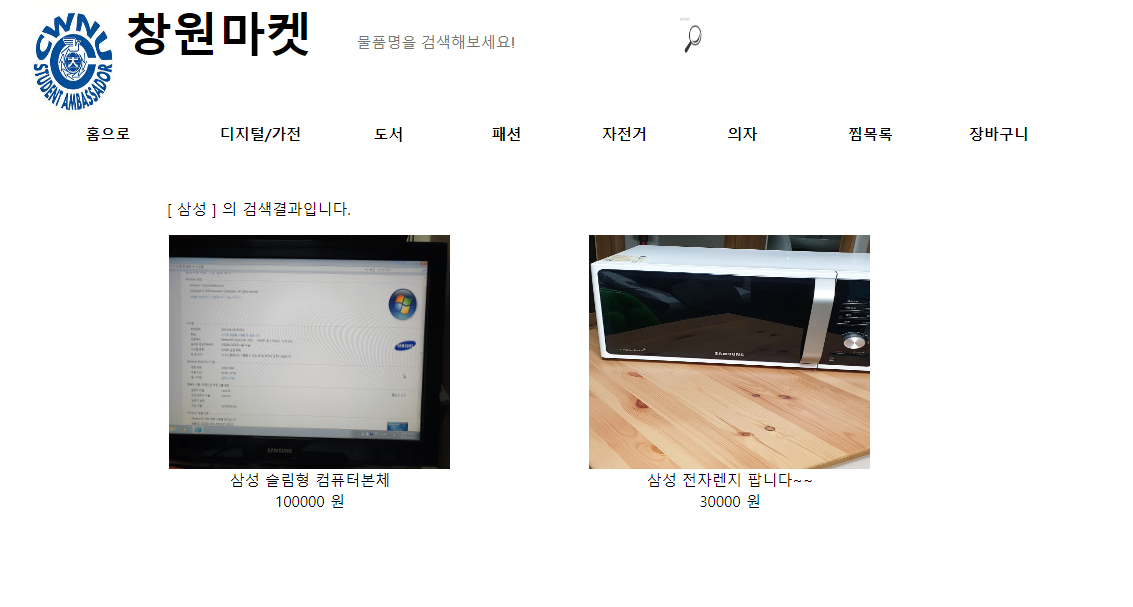 CWNU
STUDENT AMBASSADOR
창원마켓
물품명을 검색해보세요!
홈으로 디지털/가전 도서 패션 자전거 의자 찜목록 장바구니
[ 삼성 ] 의 검색결과입니다.
SAMSUNG
SAMSUNG
SAMSUNG
삼성 슬림형 컴퓨터본체
100000 원
삼성 전자렌지 팝니다~~
30000 원